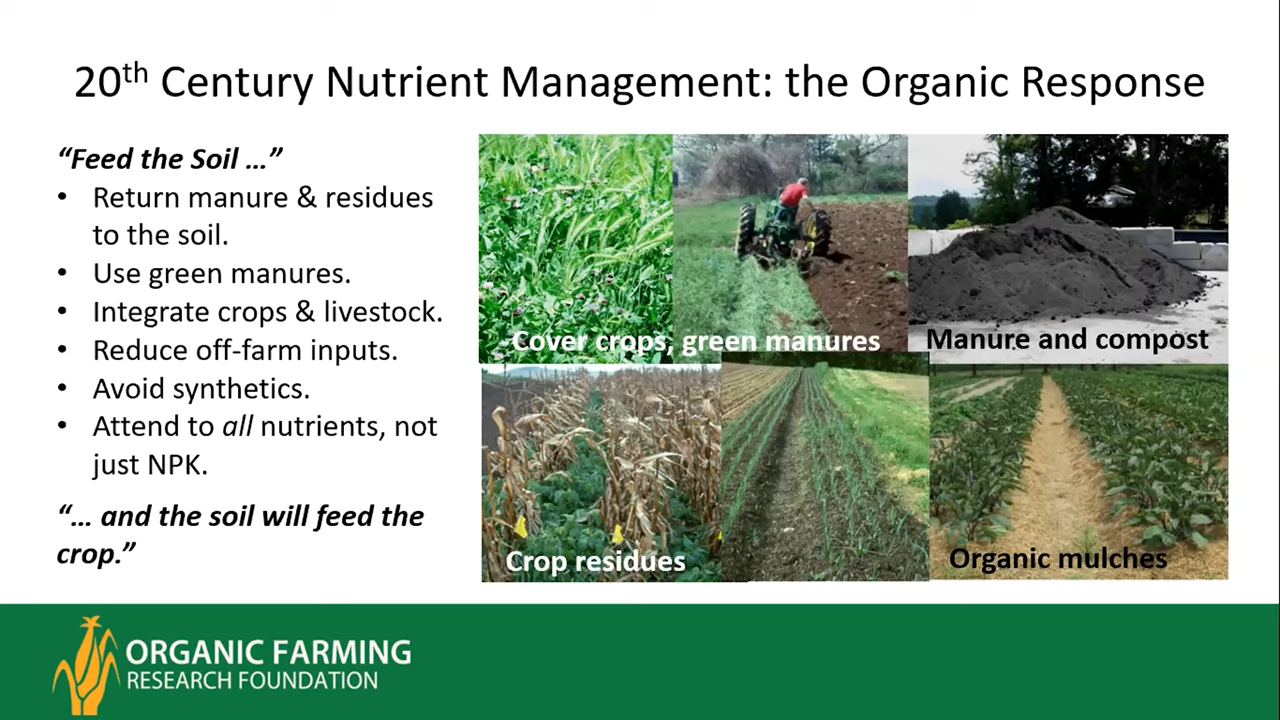 20th Century Nutrient Management: the Organic Response
“Feed the Soil …”
• Return manure & residues
to the soil.
• Use green manures.
• Integrate crops & livestock.
• Reduce off-farm inputs.
• Avoid synthetics.
• Attend to all nutrients, not
just NPK.
“… and the soil will feed the
crop.”
Cover crops, green manures
Manure and compost
Crop residues
Organic mulches
ORGANIC FARMING
RESEARCH FOUNDATION